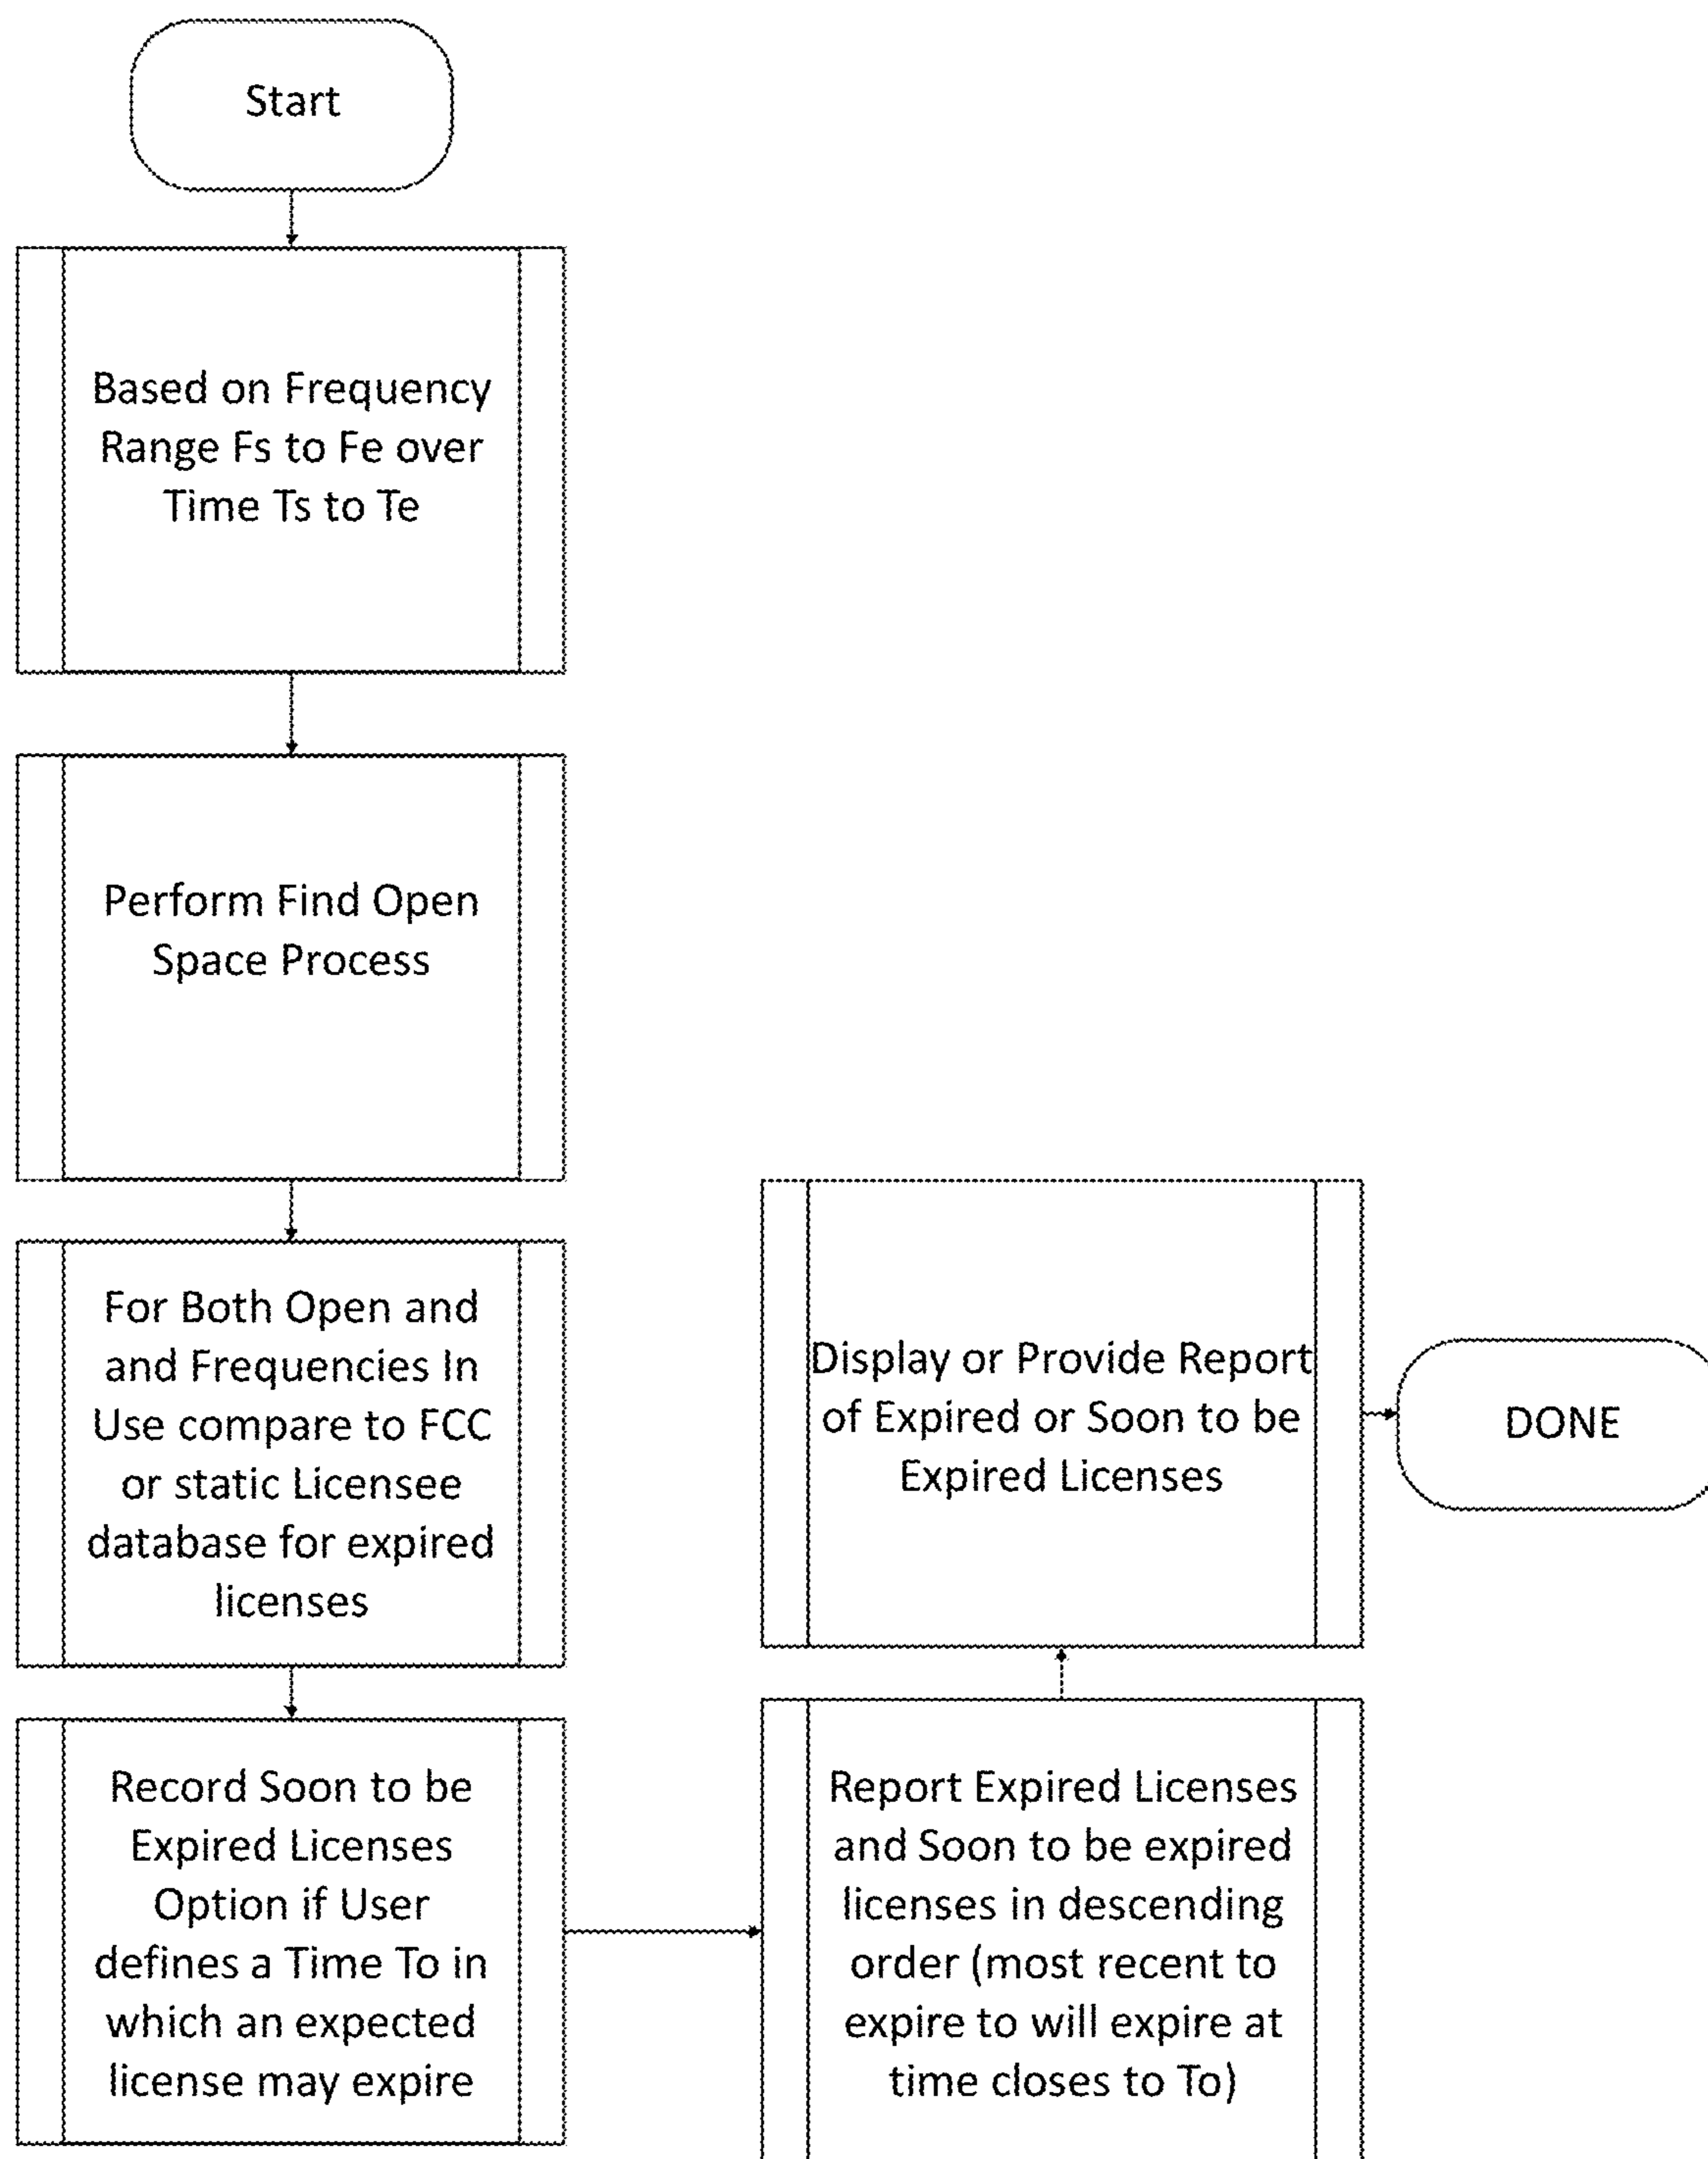 Start
Based on Frequency
Range Fs to Fe over
Time Ts to Te
Perform Find Open
Space Process
For Both Open and
and Frequencies In
Use compare to FCC
or static Licensee
database for expired
licenses
Record Soon to be
Expired Licenses
Option if User
defines a Time To in
which an expected
license may expire
Report Expired Licenses
and Soon to be expired
licenses in descending
order (most recent to
expire to will expire at
time closes to To)
Display or Provide Report
of Expired or Soon to be
Expired Licenses
DONE